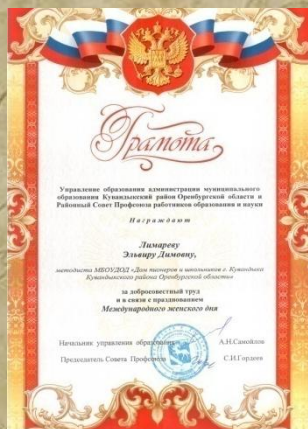 Грамота
Управление образования администрации муниципального
образования Кувандыкский район Оренбургской области и
Районный Совет Профсоюза работников образования и науки
Награждают
Лимареву
Эльвиру Димовну,
методиста МБОУДОД «Дом пионеров и школьников г. Кувандыка
Кувандыкского района Оренбургской области»
за добросовестный труд
и в связи с празднованием
Международного женского дня
Начальник управления образования А.Н.Самойлов
Председатель Совета Профсоюза С.И.Гордеев